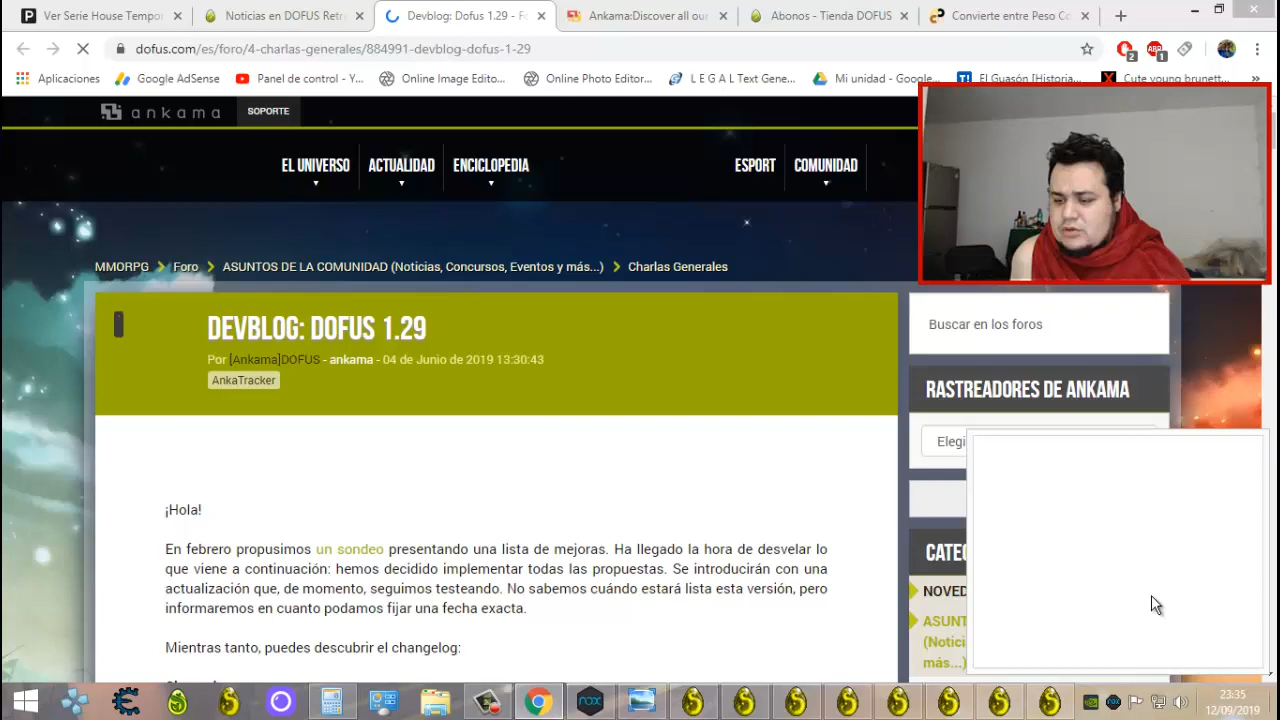 Ver Serie House Tempor
Noticias en DOFUS Retr
Devblog: Dofus 1.29 - F
Ankama:Discover all our
Abonos - Tienda DOFUS
Convierte entre Peso Co
dofus.com/es/foro/4-charlas-generales/884991-devblog-dofus-1-29
2
ABP
1
Aplicaciones
Google AdSense
Panel de control - Y...
Online Image Edito...
Online Photo Editor...
L E G A L Text Gene...
Mi unidad - Google...
El Guasón [Historia...
Cute young brunett...
»
ankama
SOPORTE
EL UNIVERSO
ACTUALIDAD
ENCICLOPEDIA
ESPORT
COMUNIDAD
MMORPG
Foro
ASUNTOS DE LA COMUNIDAD (Noticias, Concursos, Eventos y más...)
Charlas Generales
DEVBLOG: DOFUS 1.29
Por [Ankama]DOFUS - ankama - 04 de Junio de 2019 13:30:43
AnkaTracker
Buscar en los foros
RASTREADORES DE ANKAMA
Elegi
¡Hola!
En febrero propusimos un sondeo presentando una lista de mejoras. Ha llegado la hora de desvelar lo
que viene a continuación: hemos decidido implementar todas las propuestas. Se introducirán con una
actualización que, de momento, seguimos testeando. No sabemos cuándo estará lista esta versión, pero
informaremos en cuanto podamos fijar una fecha exacta.
Mientras tanto, puedes descubrir el changelog:
CATEG
NOVED
ASUNT
(Notici
más...)
nox
23:35
12/09/2019